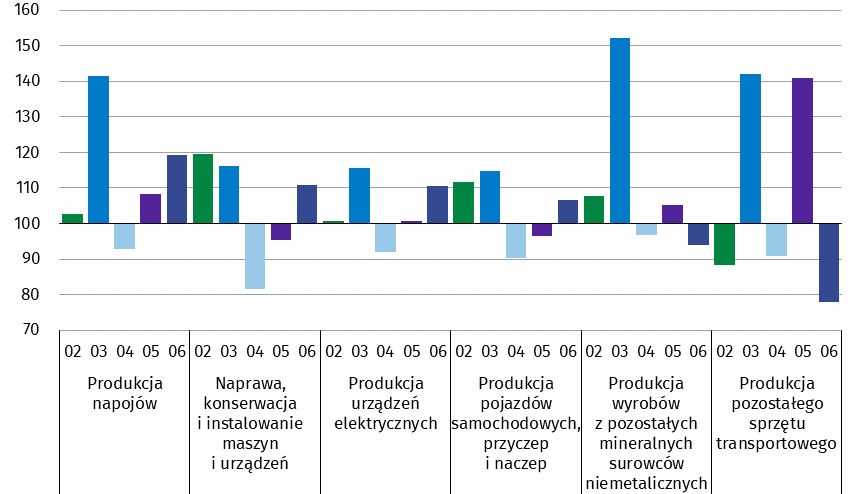 160
150
140
130
120
110
100
90
80
70
02 03 04 05 06 02 03 04 05 06 02 03 04 05 06 02 03 04 05 06 02 03 04 05 06 02 03 04 05 06
Produkcja
napojów
Naprawa,
konserwacja
i instalowanie
maszyn
i urządzeń
Produkcja
urządzeń
elektrycznych
Produkcja
pojazdów
samochodowych,
przyczep
i naczep
Produkcja
wyrobów
z pozostałych
mineralnych
surowców
niemetalicznych
Produkcja
pozostałego
sprzętu
transportowego